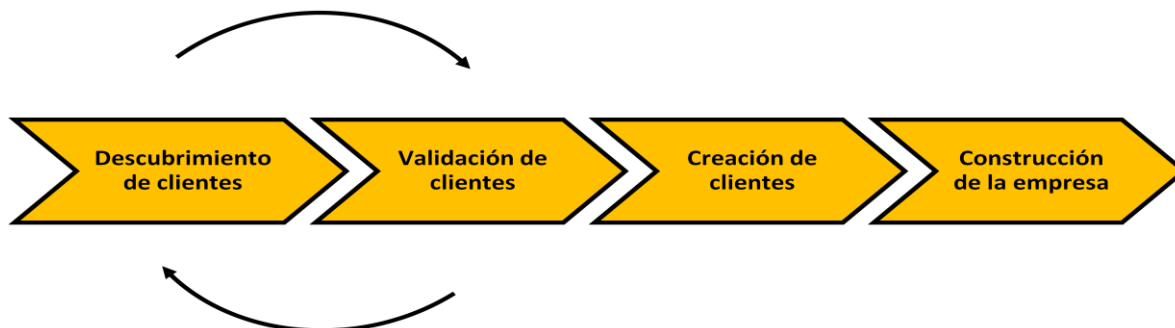 Descubrimiento
de clientes
Validación de
clientes
Creación de
clientes
Construcción
de la empresa